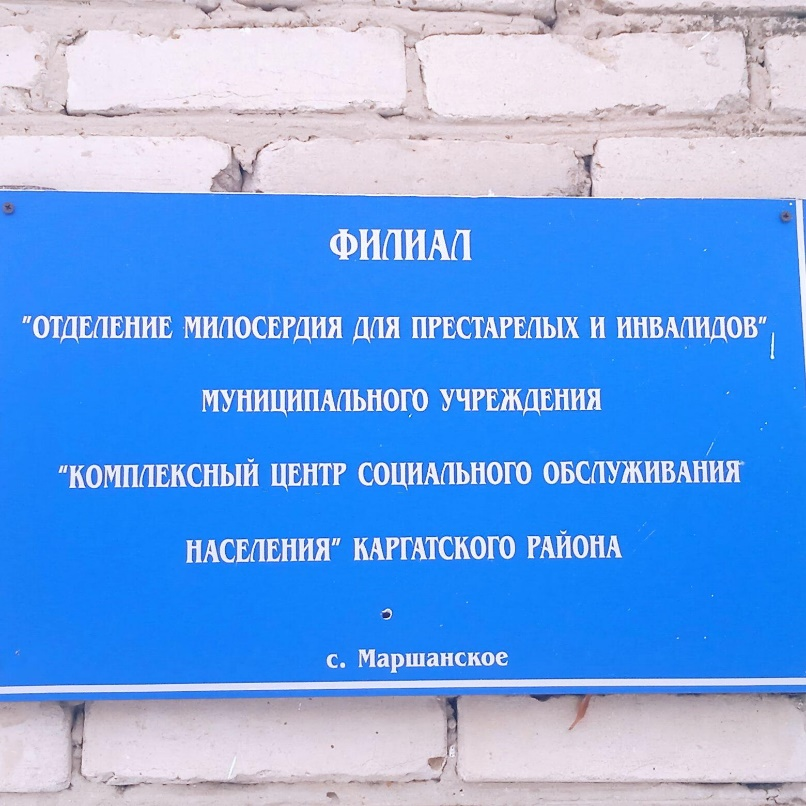 ФИЛИАЛ
"ОТДЕЛЕНИЕ МИЛОСЕРДИЯ ДЛЯ ПРЕСТАРЕЛЫХ И ИНВАЛИДОВ"
МУНИЦИПАЛЬНОГО УЧРЕЖДЕНИЯ
"КОМПЛЕКСНЫЙ ЦЕНТР СОЦИАЛЬНОГО ОБСЛУЖИВАНИЯ
НАСЕЛЕНИЯ" КАРГАТСКОГО РАЙОНА
с. Маршанское